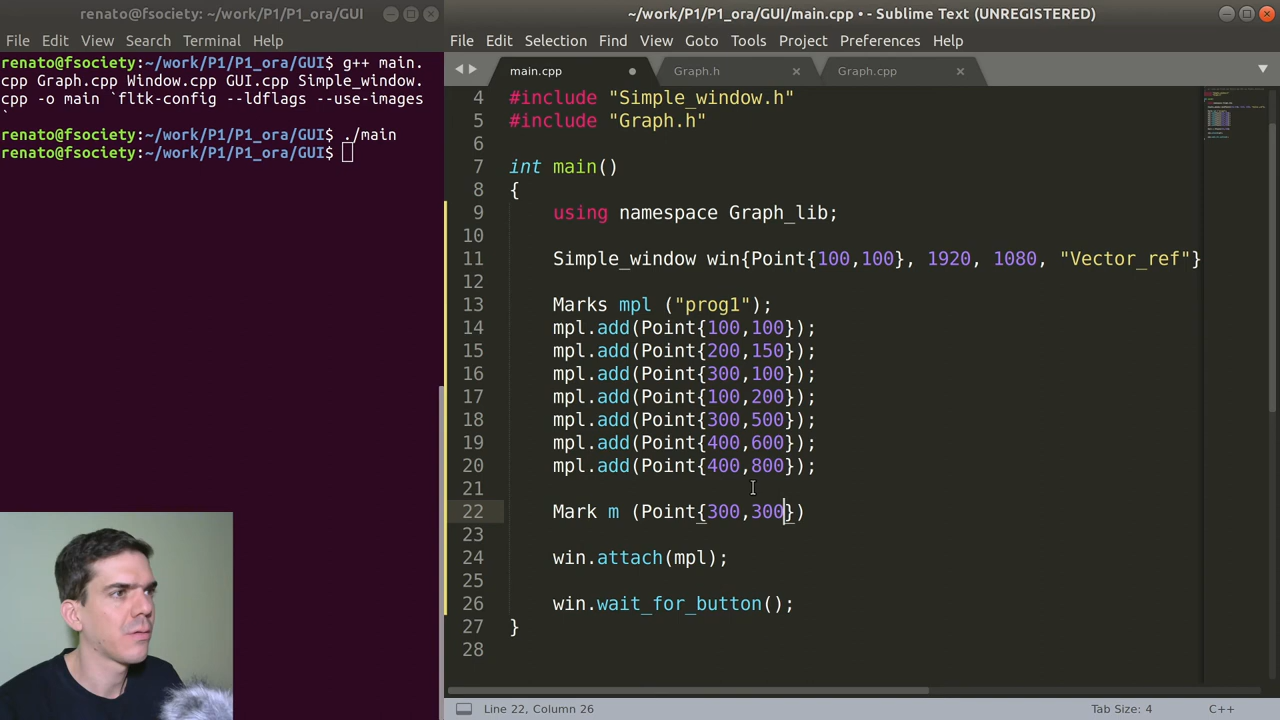 renato@fsociety: ~/work/P1/P1_ora/GUI
File Edit View Search Terminal Help
renato@fsociety:~/work/P1/P1_ora/GUI$ g++ main.
cpp Graph.cpp Window.cpp GUI.cpp Simple_window.
cpp -o main `fltk-config --ldflags --use-images
`
renato@fsociety:~/work/P1/P1_ora/GUI$ ./main
renato@fsociety:~/work/P1/P1_ora/GUI$
~/work/P1/P1_ora/GUI/main.cpp • - Sublime Text (UNREGISTERED)
File Edit Selection Find View Goto Tools Project Preferences Help
main.cpp Graph.h Graph.cpp
4 #include "Simple_window.h"
5 #include "Graph.h"
6
7 int main()
8 {
9 using namespace Graph_lib;
10
11 Simple_window win{Point{100,100}, 1920, 1080, "Vector_ref"}
12
13 Marks mpl ("prog1");
14 mpl.add(Point{100,100});
15 mpl.add(Point{200,150});
16 mpl.add(Point{300,100});
17 mpl.add(Point{100,200});
18 mpl.add(Point{300,500});
19 mpl.add(Point{400,600});
20 mpl.add(Point{400,800});
21
22 Mark m (Point{300,300})
23
24 win.attach(mpl);
25
26 win.wait_for_button();
27 }
28
Line 22, Column 26 Tab Size: 4 C++